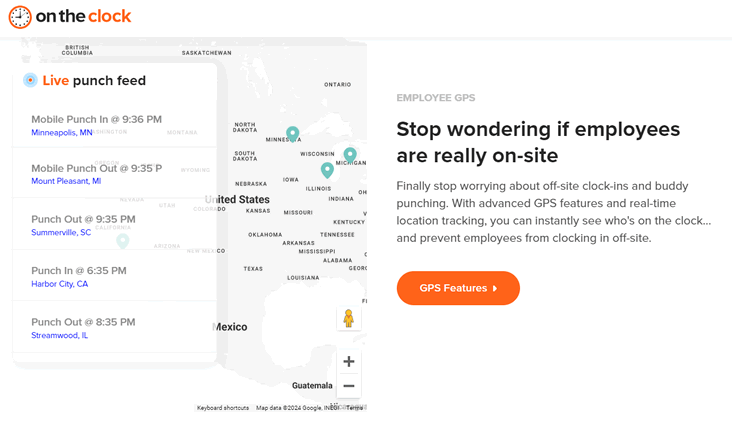 on the clock
Live punch feed
Mobile Punch In @ 9:36 PM
Minneapolis, MN
Mobile Punch Out @ 9:35 P
Mount Pleasant, MI
Punch Out @ 9:35 PM
Summerville, SC
Punch In @ 6:35 PM
Harbor City, CA
Punch Out @ 8:35 PM
Streamwood, IL
BRITISH
COLUMBIA
SASKATCHEWAN
ONTARIO
WASHINGTON
MONTANA
NORTH
DAKOTA
MINNESOTA
OREGON
WYOMING
SOUTH
DAKOTA
WISCONSIN
MICHIGAN
NEBRASKA
IOWA
ILLINOIS
INDIANA
OH
NEVADA
UTAH
COLORADO
United States
KANSAS
MISSOURI
KENTUCKY
CALIFORNIA
OKLAHOMA
TENNESSEE
ARIZONA
NEW MEXICO
ARKANSAS
MISSISSIPPI
ALABAMA
TEXAS
GEORG
LOUISIANA
Mexico
Guatemala
Nicaragua
Keyboard shortcuts Map data ©2024 Google, INEGI Terms
EMPLOYEE GPS
Stop wondering if employees
are really on-site
Finally stop worrying about off-site clock-ins and buddy
punching. With advanced GPS features and real-time
location tracking, you can instantly see who's on the clock...
and prevent employees from clocking in off-site.
GPS Features